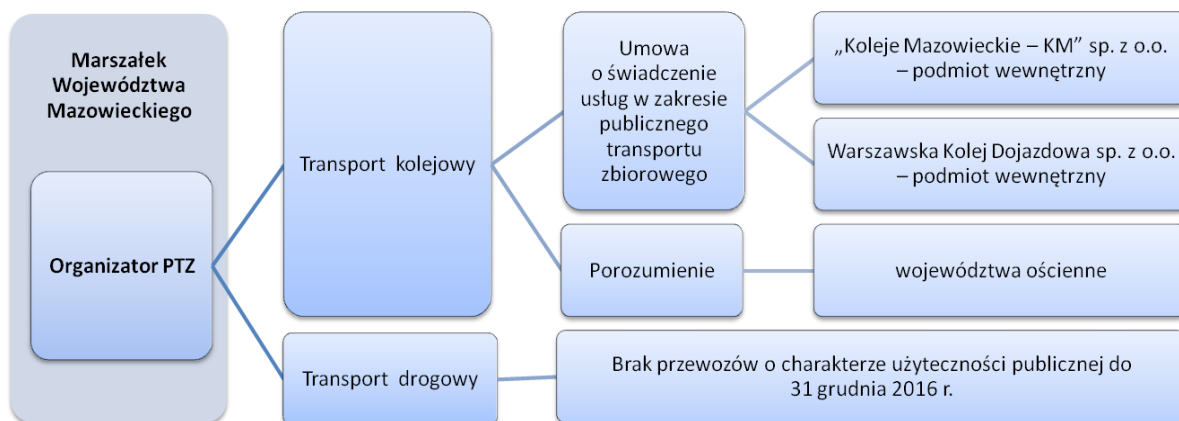 Marszałek
Województwa
Mazowieckiego
Organizator PTZ
Transport kolejowy
Umowa
o świadczenie
usług w zakresie
publicznego
transportu
zbiorowego
„Koleje Mazowieckie – KM” sp. z o.o.
– podmiot wewnętrzny
Warszawska Kolej Dojazdowa sp. z o.o.
– podmiot wewnętrzny
Porozumienie
województwa ościenne
Transport drogowy
Brak przewozów o charakterze użyteczności publicznej do
31 grudnia 2016 r.